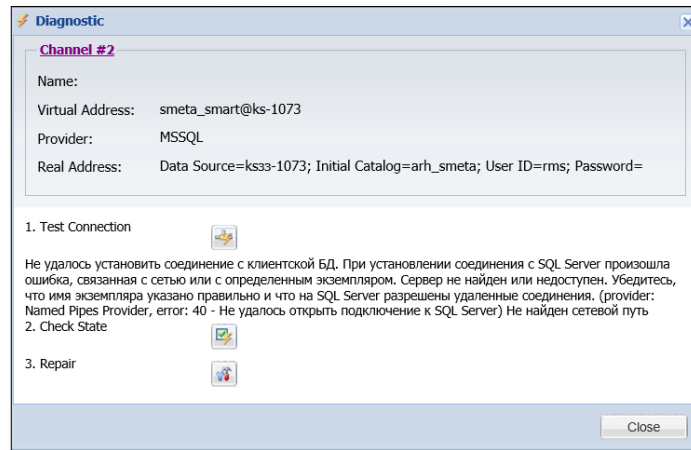 Diagnostic
Channel #2
Name:
Virtual Address: smeta_smart@ks-1073
Provider: MSSQL
Real Address: Data Source=ksзз-1073; Initial Catalog=arh_smeta; User ID=rms; Password=
1. Test Connection
Не удалось установить соединение с клиентской БД. При установлении соединения с SQL Server произошла
ошибка, связанная с сетью или с определенным экземпляром. Сервер не найден или недоступен. Убедитесь,
что имя экземпляра указано правильно и что на SQL Server разрешены удаленные соединения. (provider:
Named Pipes Provider, error: 40 - Не удалось открыть подключение к SQL Server) Не найден сетевой путь
2. Check State
3. Repair
Close